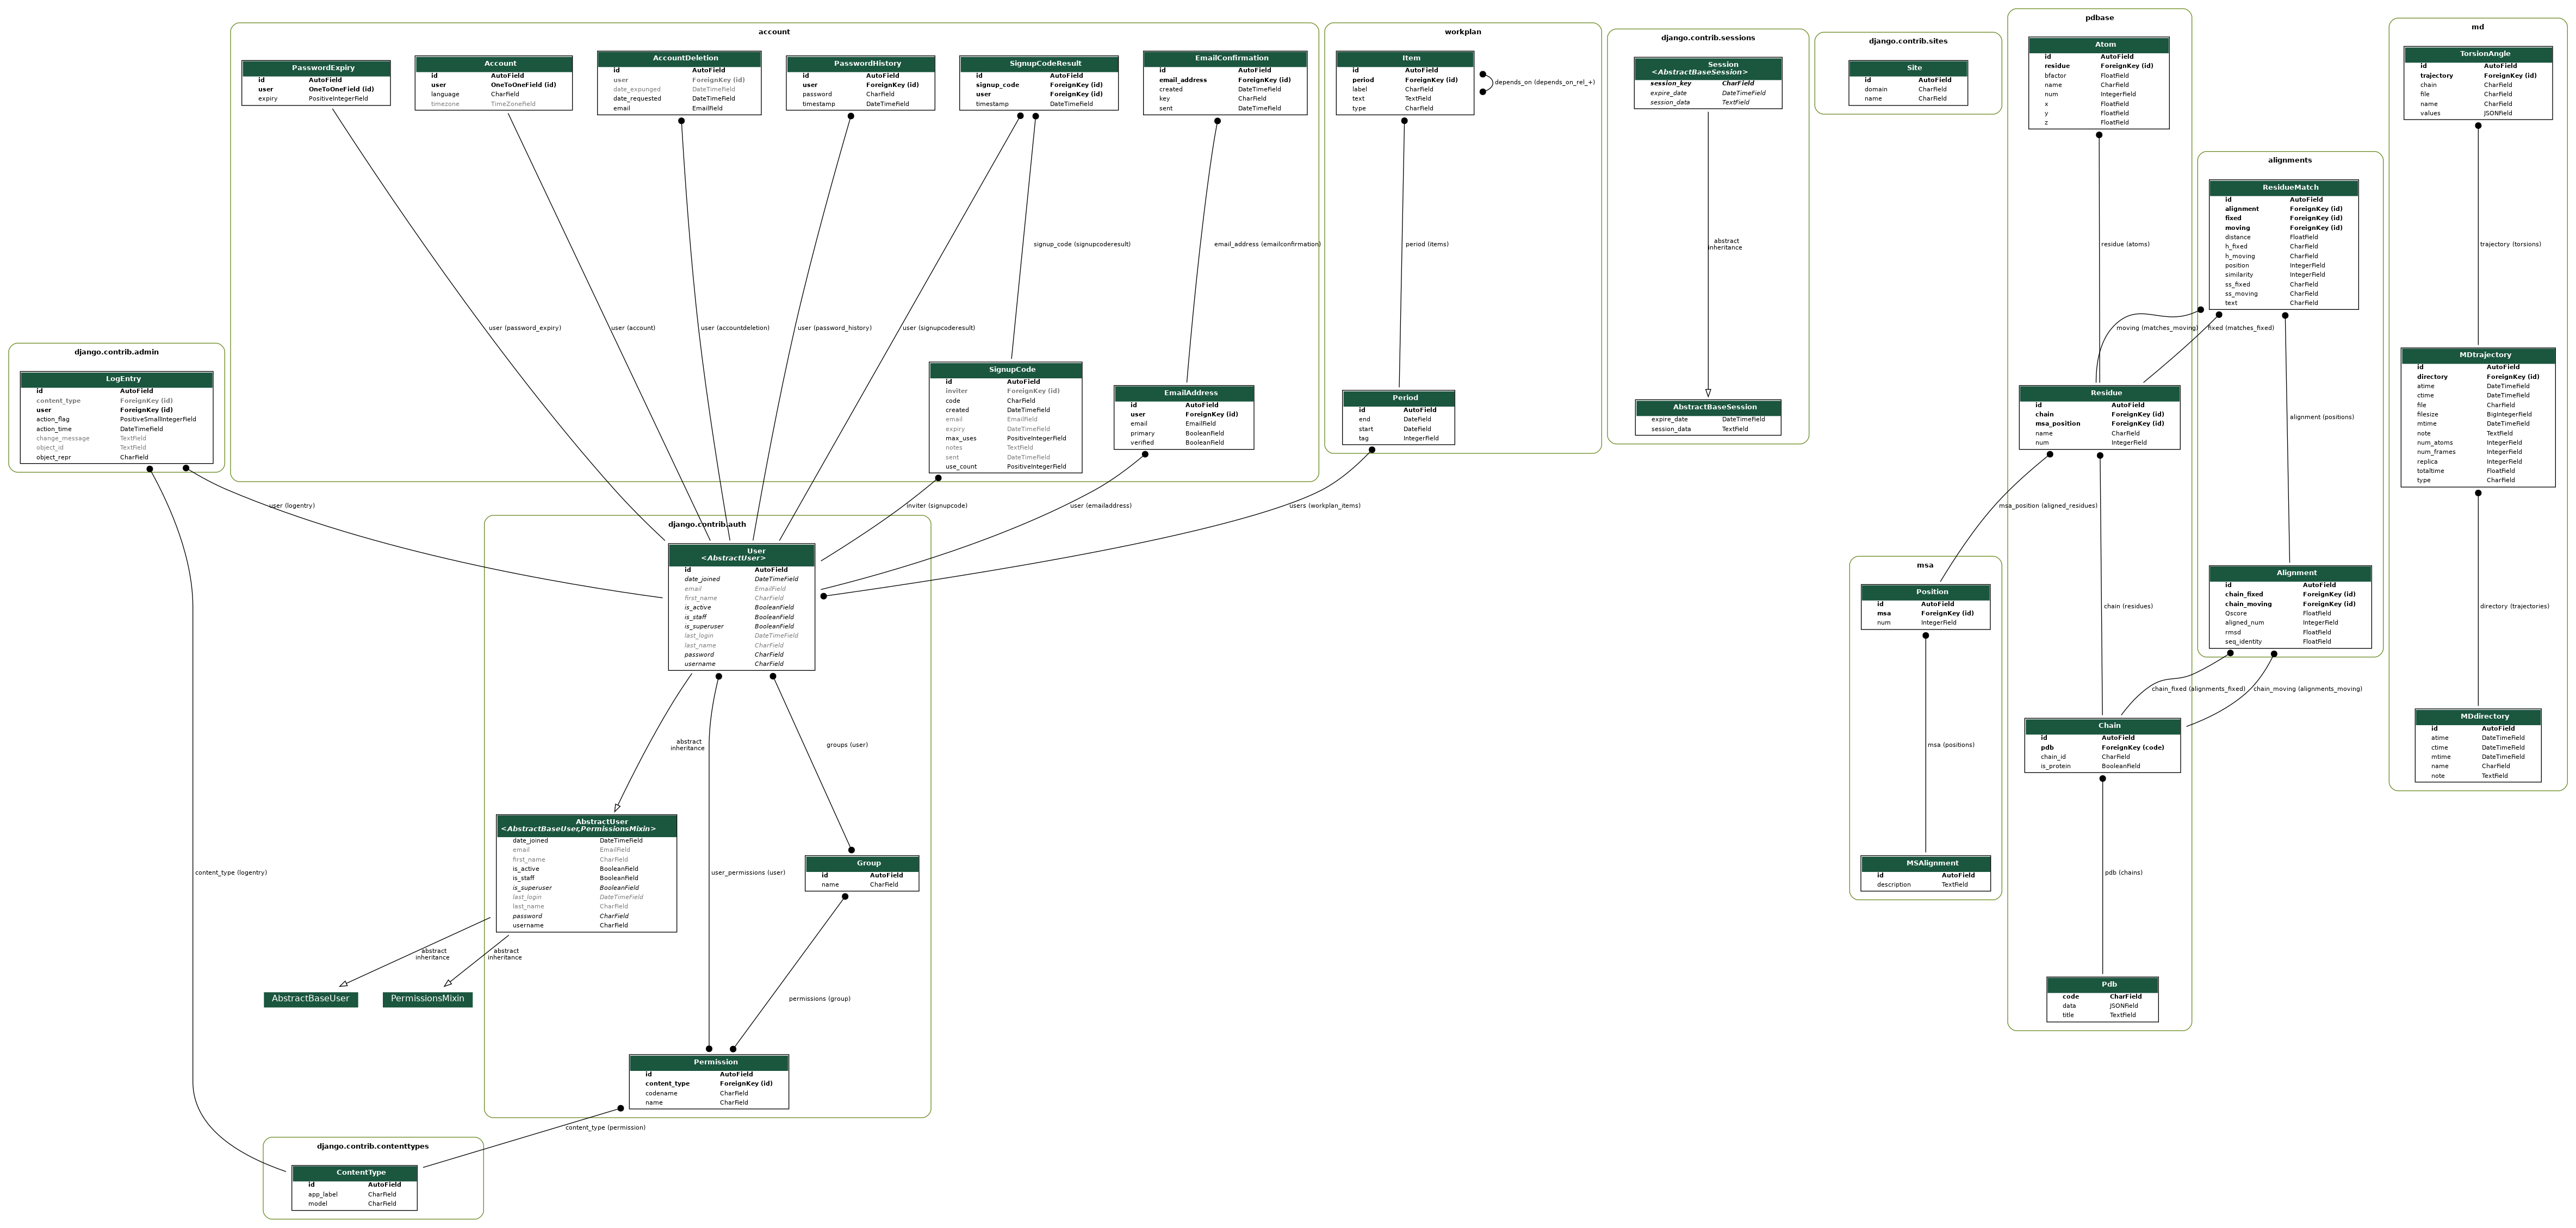 account
PasswordExpiry
id AutoField
user OneToOneField (id)
expiry PositiveIntegerField
Account
id AutoField
user OneToOneField (id)
language CharField
timezone TimeZoneField
AccountDeletion
id AutoField
user ForeignKey (id)
date_expunged DateTimeField
date_requested DateTimeField
email EmailField
PasswordHistory
id AutoField
user ForeignKey (id)
password CharField
timestamp DateTimeField
SignupCodeResult
id AutoField
signup_code ForeignKey (id)
user ForeignKey (id)
timestamp DateTimeField
EmailConfirmation
id AutoField
email_address ForeignKey (id)
created DateTimeField
key CharField
sent DateTimeField
signup_code (signupcoderesult)
email_address (emailconfirmation)
user (password_expiry)
user (account)
user (accountdeletion)
user (password_history)
user (signupcoderesult)
SignupCode
id AutoField
inviter ForeignKey (id)
code CharField
created DateTimeField
email EmailField
expiry DateTimeField
max_uses PositiveIntegerField
notes TextField
sent DateTimeField
use_count PositiveIntegerField
EmailAddress
id AutoField
user ForeignKey (id)
email EmailField
primary BooleanField
verified BooleanField
workplan
Item
id AutoField
period ForeignKey (id)
label CharField
text TextField
type CharField
depends_on (depends_on_rel_+)
period (items)
Period
id AutoField
end DateField
start DateField
tag IntegerField
django.contrib.sessions
Session
<AbstractBaseSession>
session_key CharField
expire_date DateTimeField
session_data TextField
abstract
inheritance
AbstractBaseSession
expire_date DateTimeField
session_data TextField
django.contrib.sites
Site
id AutoField
domain CharField
name CharField
pdbase
Atom
id AutoField
residue ForeignKey (id)
bfactor FloatField
name CharField
num IntegerField
x FloatField
y FloatField
z FloatField
residue (atoms)
alignments
ResidueMatch
id AutoField
alignment ForeignKey (id)
fixed ForeignKey (id)
moving ForeignKey (id)
distance FloatField
h_fixed CharField
h_moving CharField
position IntegerField
similarity IntegerField
ss_fixed CharField
ss_moving CharField
text CharField
moving (matches_moving)
fixed (matches_fixed)
alignment (positions)
Residue
id AutoField
chain ForeignKey (id)
msa_position ForeignKey (id)
name CharField
num IntegerField
msa_position (aligned_residues)
chain (residues)
Alignment
id AutoField
chain_fixed ForeignKey (id)
chain_moving ForeignKey (id)
Qscore FloatField
aligned_num IntegerField
rmsd FloatField
seq_identity FloatField
chain_fixed (alignments_fixed)
chain_moving (alignments_moving)
Chain
id AutoField
pdb ForeignKey (code)
chain_id CharField
is_protein BooleanField
pdb (chains)
Pdb
code CharField
data JSONField
title TextField
msa
Position
id AutoField
msa ForeignKey (id)
num IntegerField
msa (positions)
MSAlignment
id AutoField
description TextField
md
TorsionAngle
id AutoField
trajectory ForeignKey (id)
chain CharField
file CharField
name CharField
values JSONField
trajectory (torsions)
MDtrajectory
id AutoField
directory ForeignKey (id)
atime DateTimeField
ctime DateTimeField
file CharField
filesize BigIntegerField
mtime DateTimeField
note TextField
num_atoms IntegerField
num_frames IntegerField
replica IntegerField
totaltime FloatField
type CharField
directory (trajectories)
MDdirectory
id AutoField
atime DateTimeField
ctime DateTimeField
mtime DateTimeField
name CharField
note TextField
django.contrib.admin
LogEntry
id AutoField
content_type ForeignKey (id)
user ForeignKey (id)
action_flag PositiveSmallIntegerField
action_time DateTimeField
change_message TextField
object_id TextField
object_repr CharField
user (logentry)
inviter (signupcode)
user (emailaddress)
users (workplan_items)
content_type (logentry)
django.contrib.auth
User
<AbstractUser>
id AutoField
date_joined DateTimeField
email EmailField
first_name CharField
is_active BooleanField
is_staff BooleanField
is_superuser BooleanField
last_login DateTimeField
last_name CharField
password CharField
username CharField
abstract
inheritance
groups (user)
user_permissions (user)
AbstractUser
<AbstractBaseUser,PermissionsMixin>
date_joined DateTimeField
email EmailField
first_name CharField
is_active BooleanField
is_staff BooleanField
is_superuser BooleanField
last_login DateTimeField
last_name CharField
password CharField
username CharField
Group
id AutoField
name CharField
abstract
inheritance
abstract
inheritance
AbstractBaseUser
PermissionsMixin
permissions (group)
Permission
id AutoField
content_type ForeignKey (id)
codename CharField
name CharField
content_type (permission)
django.contrib.contenttypes
ContentType
id AutoField
app_label CharField
model CharField